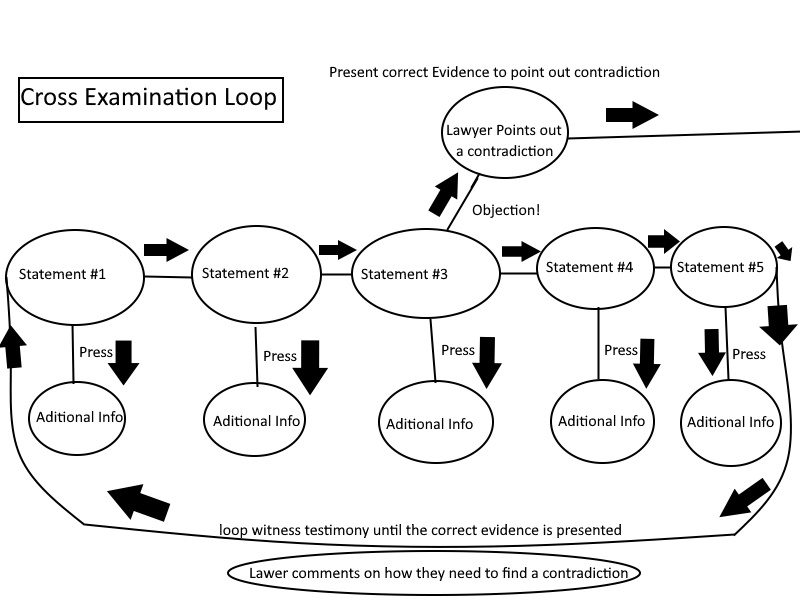 Present correct Evidence to point out contradiction
Cross Examination Loop
Lawyer Points out
a contradiction
Objection!
Statement #1
Statement #2
Statement #3
Statement #4
Statement #5
Press
Press
Press
Press
Press
Aditional Info
Aditional Info
Aditional Info
Aditional Info
Aditional Info
loop witness testimony until the correct evidence is presented
Lawer comments on how they need to find a contradiction